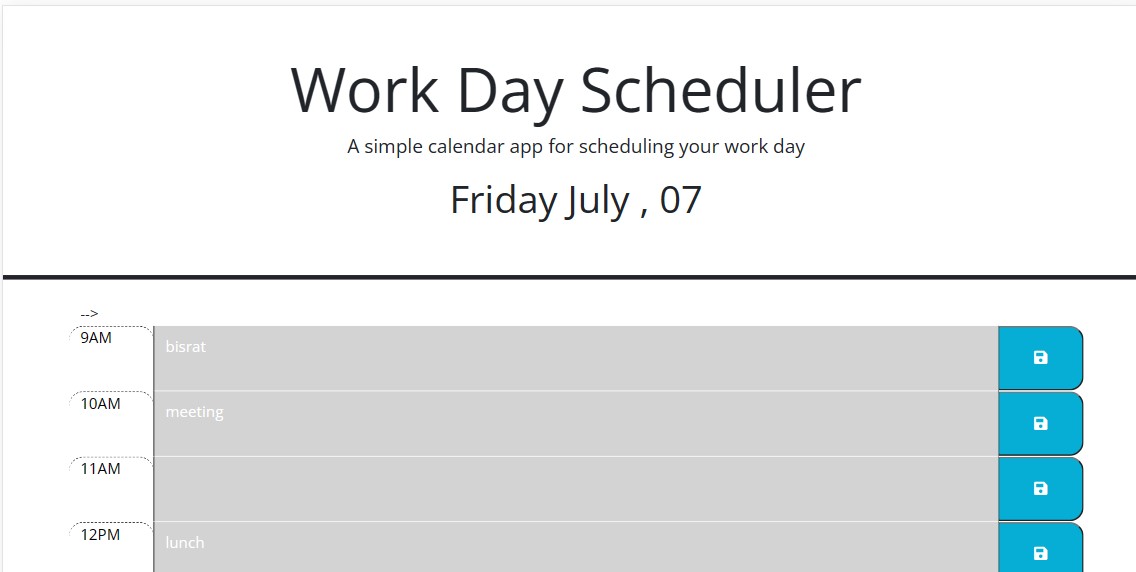 Work Day Scheduler
A simple calendar app for scheduling your work day
Friday July , 07
-->
9AM
bisrat
10AM
meeting
11AM
12PM
lunch